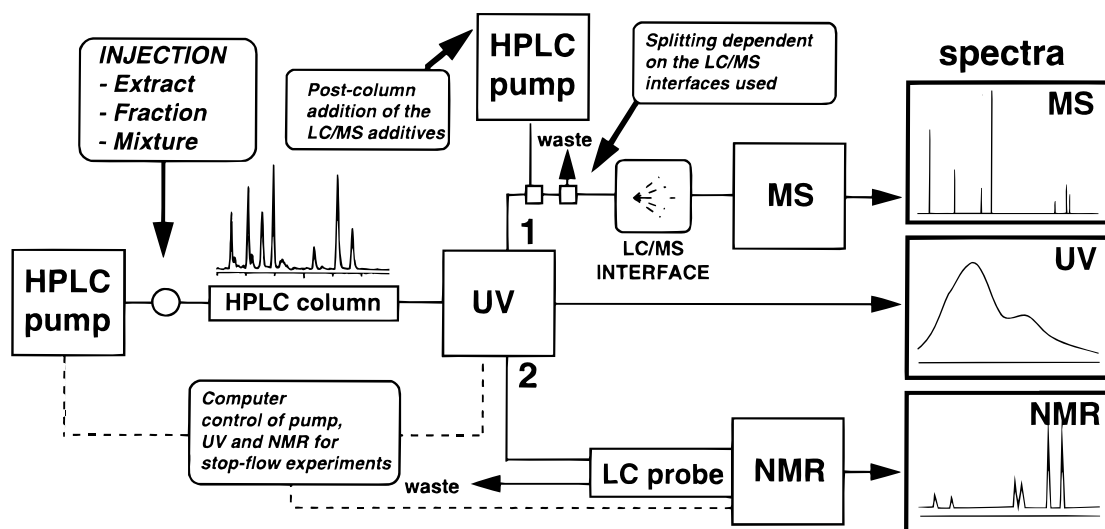 INJECTION
- Extract
- Fraction
- Mixture
Post-column
addition of the
LC/MS additives
HPLC
pump
Splitting dependent
on the LC/MS
interfaces used
spectra
MS
waste
1
LC/MS
INTERFACE
MS
HPLC
pump
HPLC column
UV
UV
2
Computer
control of pump,
UV and NMR for
stop-flow experiments
waste
LC probe
NMR
NMR